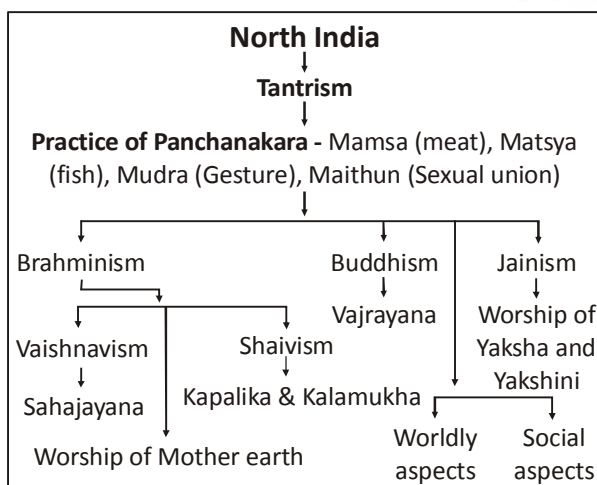 North India
Tantrism
Practice of Panchanakara - Mamsa (meat), Matsya
(fish), Mudra (Gesture), Maithun (Sexual union)
Brahminism
Buddhism
Jainism
Vaishnavism
Shaivism
Vajrayana
Worship of
Yaksha and
Yakshini
Sahajayana
Kapalika & Kalamukha
Worship of Mother earth
Worldly
aspects
Social
aspects